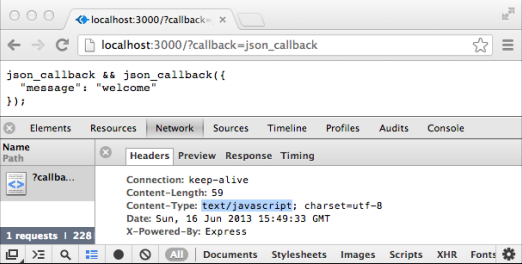 localhost:3000/?callback=json_callback
localhost:3000/?callback=json_callback
json_callback && json_callback({
  "message": "welcome"
});
Elements Resources Network Sources Timeline Profiles Audits Console
Name
Path
Headers Preview Response Timing
?callba...
Connection: keep-alive
Content-Length: 59
Content-Type: text/javascript; charset=utf-8
Date: Sun, 16 Jun 2013 15:49:33 GMT
X-Powered-By: Express
1 requests | 228
All Documents Stylesheets Images Scripts XHR Fonts